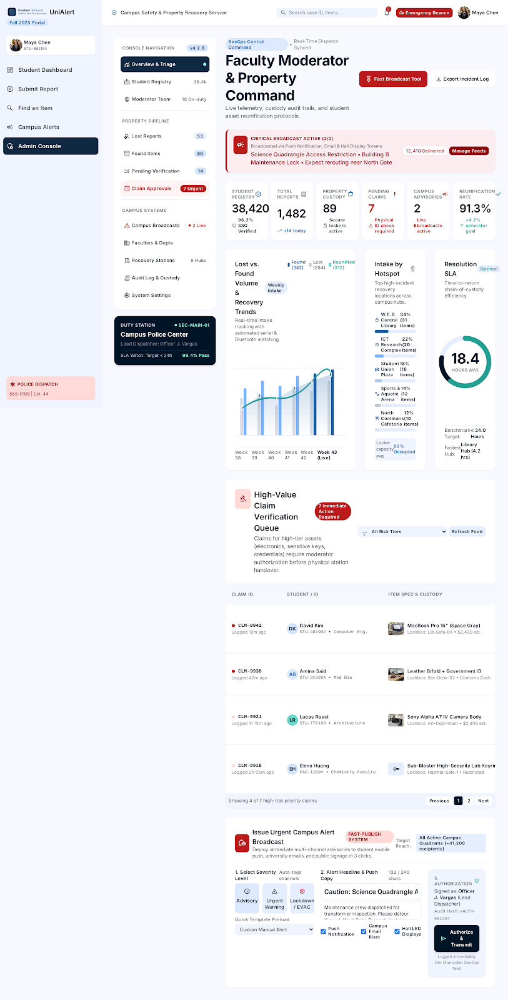 UniAlert & Found
CAMPUS SAFETY & RECOVERY
UniAlert
Fall 2025 Portal
Maya Chen
STU-882194
Student Dashboard
Submit Report
Find an Item
Campus Alerts
Admin Console
POLICE DISPATCH
555-0199 | Ext. 44
Campus Safety & Property Recovery Service
Search case ID, items...
3
Emergency Beacon
Maya Chen
CONSOLE NAVIGATION
v4.2.8
Overview & Triage
Student Registry 38.4k
Moderator Team 18 On-duty
PROPERTY PIPELINE
Lost Reports 53
Found Items 89
Pending Verification 14
Claim Approvals 7 Urgent
CAMPUS SYSTEMS
Campus Broadcasts • 2 Live
Faculties & Depts
Recovery Stations 8 Hubs
Audit Log & Custody
System Settings
DUTY STATION • SEC-MAIN-01
Campus Police Center
Lead Dispatcher: Officer J. Vargas
SLA Watch: Target < 24h 99.4% Pass
SecOps Central
Command
• Real-Time Dispatch
Synced
Faculty Moderator
& Property
Command
Live telemetry, custody audit trails, and student
asset reunification protocols.
Fast Broadcast Tool
Export Incident Log
CRITICAL BROADCAST ACTIVE (2/2)
Broadcasted via Push Notification, Email & Hall Display Totems
Science Quadrangle Access Restriction • Building B
Maintenance Lock • Expect rerouting near North Gate
12,410 Delivered
Manage Feeds
STUDENT
REGISTRY
38,420
98.2%
SSO
Verified
TOTAL
REPORTS
1,482
+14 today
PROPERTY
CUSTODY
89
Secure
lockers
active
PENDING
CLAIMS
7
Physical
ID check
required
CAMPUS
ADVISORIES
2
Live
broadcasts
active
REUNIFICATION
RATE
91.3%
+4.2%
semester
goal
Lost vs.
Found
Volume
&
Recovery
Trends
Weekly
Intake
Real-time intake
tracking with
automated serial &
Bluetooth matching.
Found
(342)
Lost
(284)
Reunified
(312)
Week
38
Week
39
Week
40
Week
41
Week
42
Week 43
(Live)
Intake by
Hotspot
Top high-incident
recovery
locations across
campus hubs.
W.E.B.
Central
Library
34%
(31
items)
ICT
Research
Complex
22%
(20
items)
Student
Union
Plaza
18%
(16
items)
Sports &
Aquatic
Arena
14%
(12
items)
North
Commons
Cafeteria
12%
(10
items)
Locker
capacity
avg
62%
Occupied
Resolution
SLA
Optimal
Time-to-return
chain-of-custody
efficiency.
18.4
HOURS AVG
Benchmark
Target:
< 24.0
Hours
Fastest
Hub:
Library
Hub (4.2
hrs)
High-Value
Claim
Verification
Queue
7 Immediate
Action
Required
Claims for high-tier assets
(electronics, sensitive keys,
credentials) require moderator
authorization before physical station
handover.
All Risk Tiers
Refresh Feed
CLAIM ID STUDENT / ID ITEM SPEC & CUSTODY
CLM-9942
Logged 18m ago
DK
David Kim
STU-481902 • Computer Eng.
MacBook Pro 16" (Space Gray)
Lockbox: Lib-Safe-04 • $2,400 est.
CLM-9938
Logged 42m ago
AS
Amina Said
STU-319984 • Med Bio
Leather Bifold + Government ID
Lockbox: Sec-Desk-02 • Contains Cash
CLM-9921
Logged 1h 15m ago
LR
Lucas Rossi
STU-772183 • Architecture
Sony Alpha A7 IV Camera Body
Lockbox: Art-Dept-Vault • $2,800 est.
CLM-9915
Logged 2h 05m ago
EH
Elena Huang
FAC-11094 • Chemistry Faculty
Sub-Master High-Security Lab Keyrin
Lockbox: Hazmat-Safe-1 • Restricted
Showing 4 of 7 high-risk priority claims
Previous 1 2 Next
Issue Urgent Campus Alert
Broadcast
FAST-PUBLISH
SYSTEM
Deploy immediate multi-channel advisories to student mobile
push, university emails, and public signage in 3 clicks.
Target
Reach:
All Active Campus
Quadrants (~41,200
recipients)
1. Select Severity
Level
Auto-tags
channels
Advisory
Urgent
Warning
Lockdown
/ EVAC
Quick Template Preload
Custom Manual Alert
2. Alert Headline & Push
Copy
132 / 240
chars
Caution: Science Quadrangle A
Maintenance crew dispatched for
transformer inspection. Please detour
Push
Notification
Campus
Email
Blast
Hall LED
Displays
3.
AUTHORIZATION
Signed as: Officer
J. Vargas (Lead
Dispatcher)
Audit Hash: #AUTH-
991204
Authorize
&
Transmit
Logged immediately
into Chancellor SecOps
feed